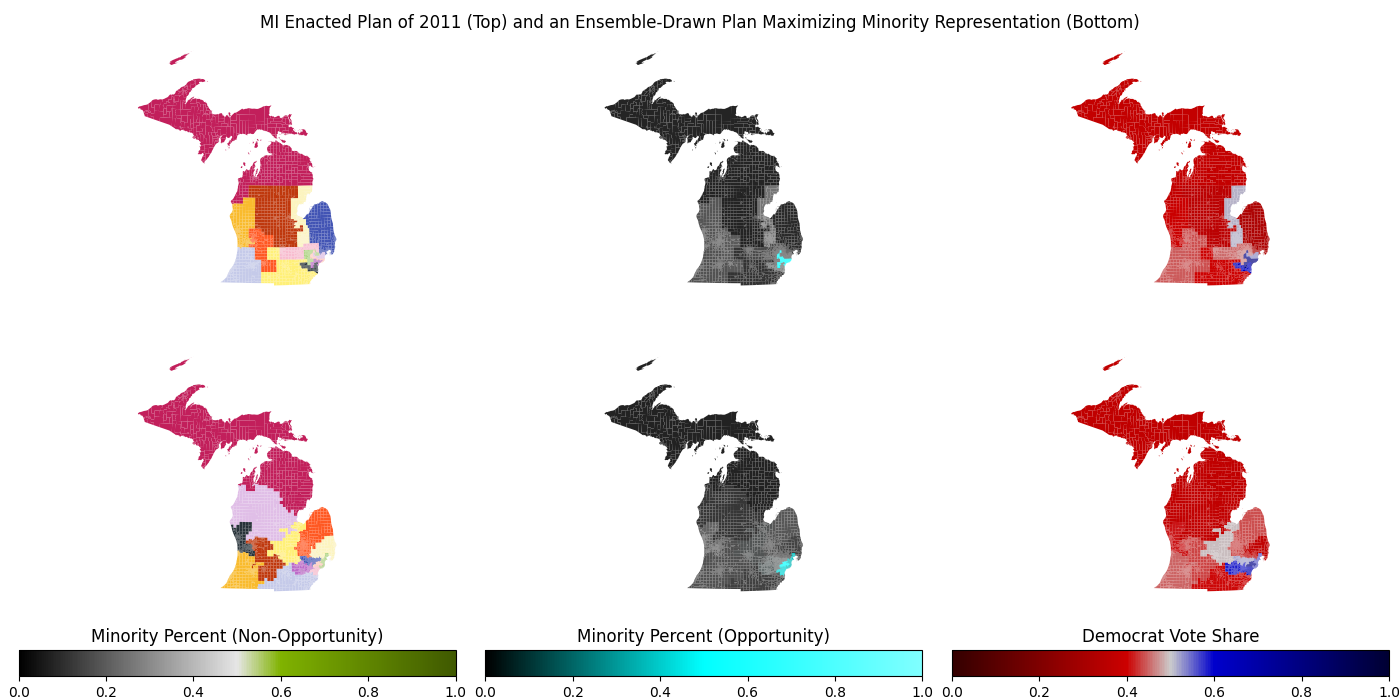 MI Enacted Plan of 2011 (Top) and an Ensemble-Drawn Plan Maximizing Minority Representation (Bottom)
Minority Percent (Non-Opportunity)
Minority Percent (Opportunity)
Democrat Vote Share
0.0 0.2 0.4 0.6 0.8 1.0
0.0 0.2 0.4 0.6 0.8 1.0
0.0 0.2 0.4 0.6 0.8 1.0